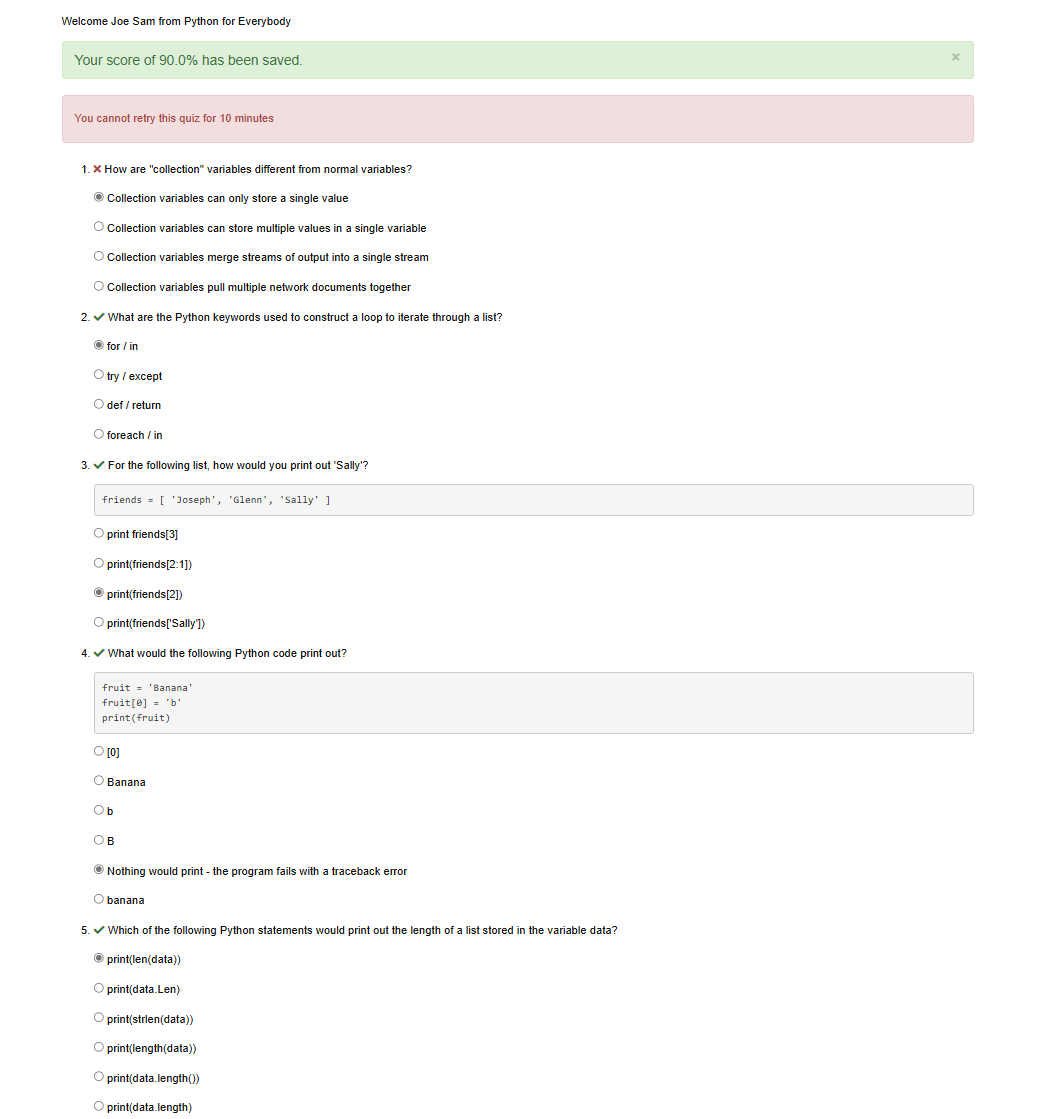 Welcome Joe Sam from Python for Everybody
Your score of 90.0% has been saved.
×
You cannot retry this quiz for 10 minutes
1. ✘ How are "collection" variables different from normal variables?
Collection variables can only store a single value
Collection variables can store multiple values in a single variable
Collection variables merge streams of output into a single stream
Collection variables pull multiple network documents together
2. ✔ What are the Python keywords used to construct a loop to iterate through a list?
for / in
try / except
def / return
foreach / in
3. ✔ For the following list, how would you print out 'Sally'?
friends = [ 'Joseph', 'Glenn', 'Sally' ]
print friends[3]
print(friends[2:1])
print(friends[2])
print(friends['Sally'])
4. ✔ What would the following Python code print out?
fruit = 'Banana'
fruit[0] = 'b'
print(fruit)
[0]
Banana
b
B
Nothing would print - the program fails with a traceback error
banana
5. ✔ Which of the following Python statements would print out the length of a list stored in the variable data?
print(len(data))
print(data.Len)
print(strlen(data))
print(length(data))
print(data.length())
print(data.length)